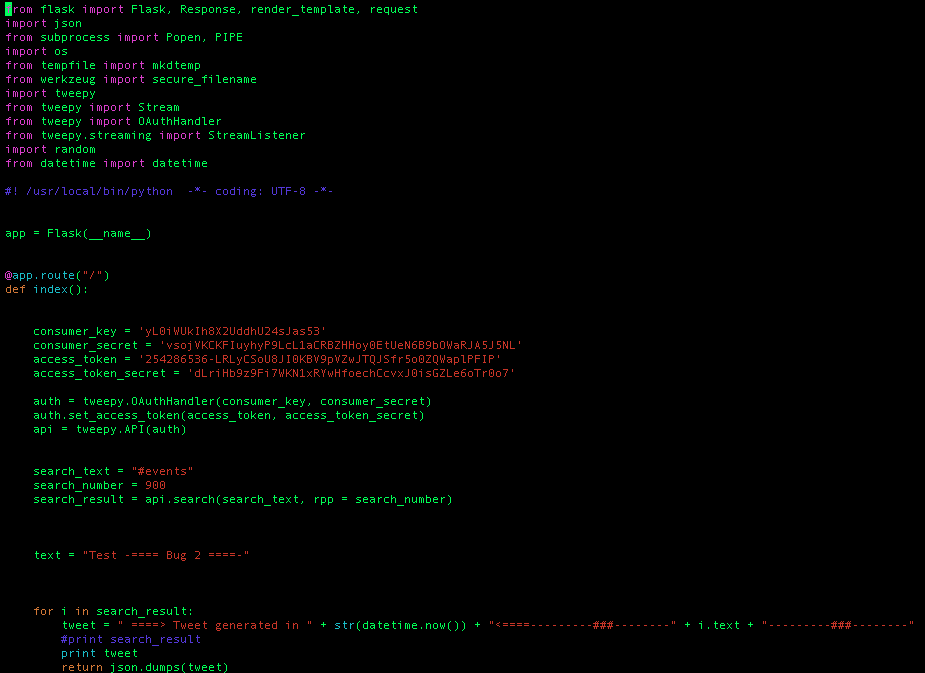 from flask import Flask, Response, render_template, request
import json
from subprocess import Popen, PIPE
import os
from tempfile import mkdtemp
from werkzeug import secure_filename
import tweepy
from tweepy import Stream
from tweepy import OAuthHandler
from tweepy.streaming import StreamListener
import random
from datetime import datetime
#! /usr/local/bin/python  -*- coding: UTF-8 -*-
app = Flask(__name__)
@app.route("/")
def index():
consumer_key = 'yL0iWUkIh8X2UddhU24sJas53'
consumer_secret = 'vsojVKCKFIuyhyP9LcL1aCRBZHHoy0EtUeN6B9bOWaRJA5J5NL'
access_token = '254286536-LRLyCSoU8JI0KBV9pVZwJTQJSfr5o0ZQWaplPFIP'
access_token_secret = 'dLriHb9z9Fi7WKN1xRYwHfoechCcvxJ0isGZLe6oTr0o7'
auth = tweepy.OAuthHandler(consumer_key, consumer_secret)
auth.set_access_token(access_token, access_token_secret)
api = tweepy.API(auth)
search_text = "#events"
search_number = 900
search_result = api.search(search_text, rpp = search_number)
text = "Test -==== Bug 2 ====-"
for i in search_result:
tweet = " ====> Tweet generated in " + str(datetime.now()) + "<====---------###--------" + i.text + "---------###--------"
#print search_result
print tweet
return json.dumps(tweet)